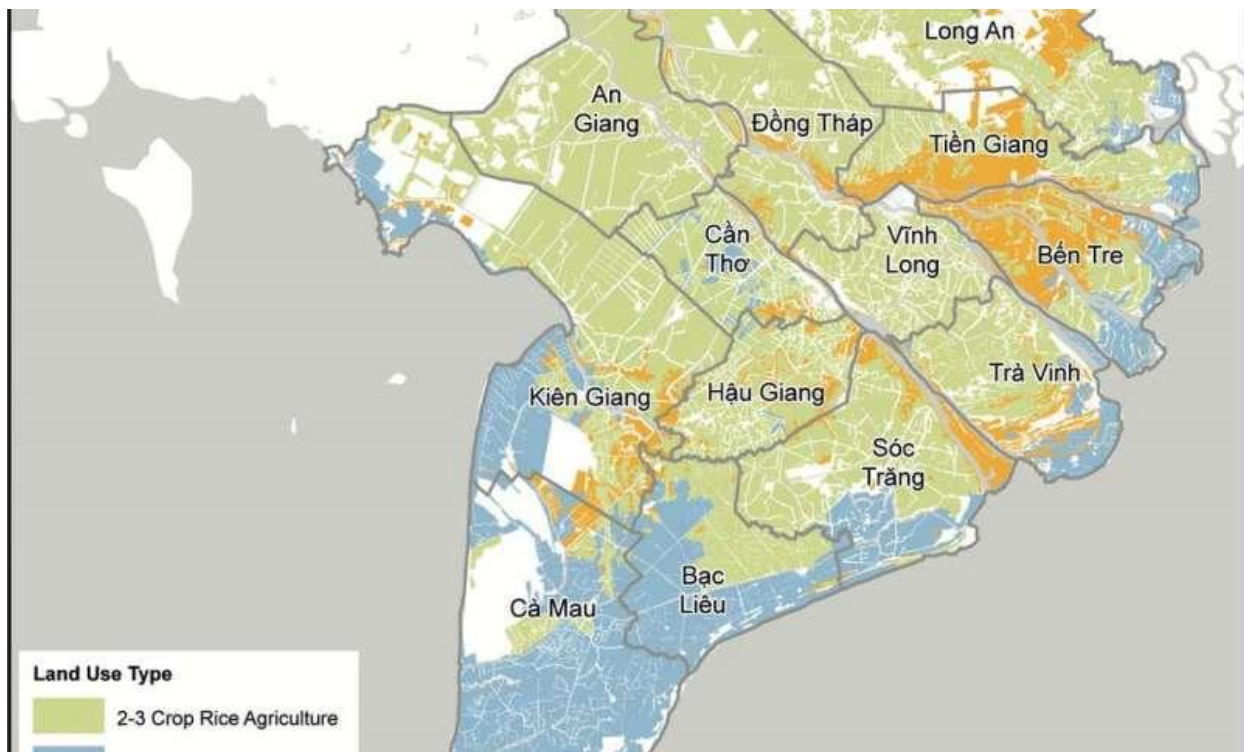 Long An
An
Giang
Đồng Tháp
Tiền Giang
Cần
Thơ
Vĩnh
Long
Bến Tre
Kiên Giang
Hậu Giang
Trà Vinh
Sóc
Trăng
Bạc
Liêu
Cà Mau
Land Use Type
2-3 Crop Rice Agriculture